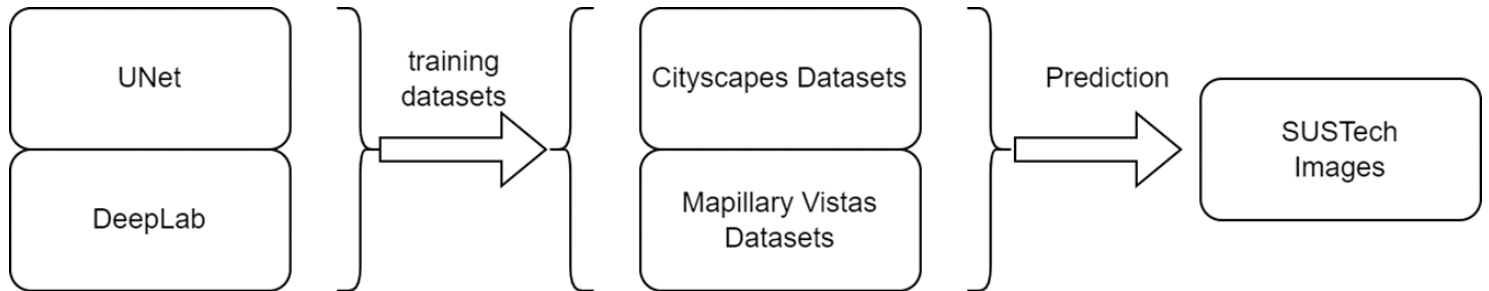 UNet
DeepLab
training
datasets
Cityscapes Datasets
Mapillary Vistas
Datasets
Prediction
SUSTech
Images